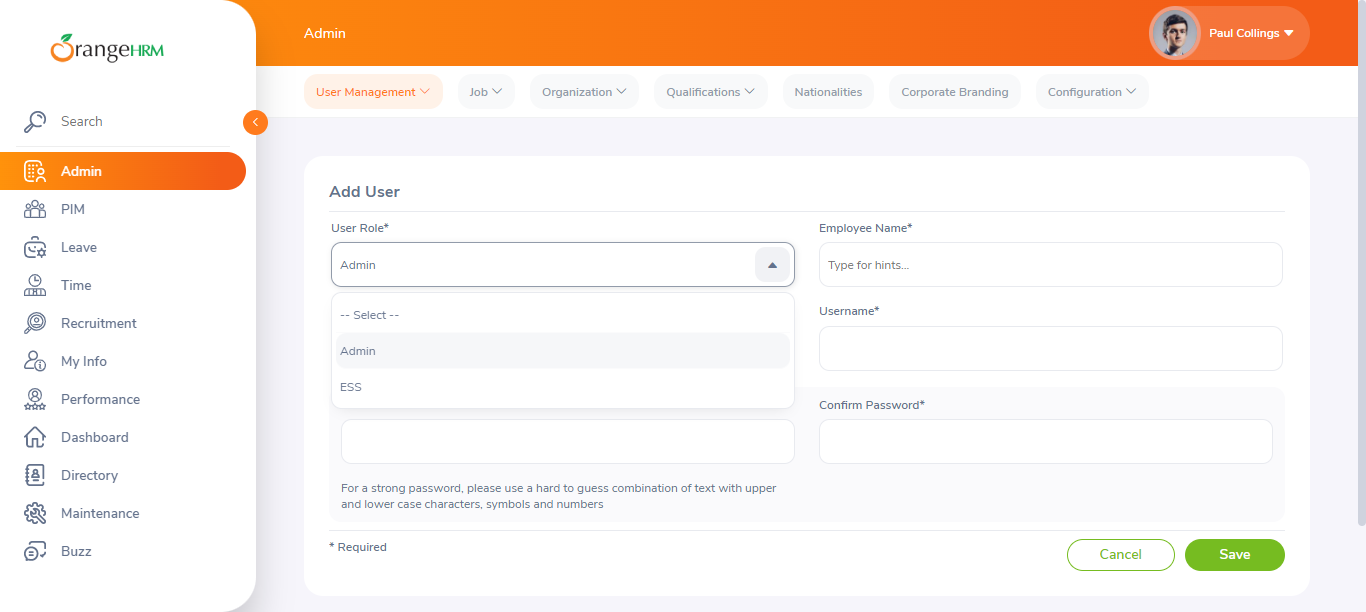 OrangeHRM
Search
Admin
PIM
Leave
Time
Recruitment
My Info
Performance
Dashboard
Directory
Maintenance
Buzz
Admin
Paul Collings
User Management
Job
Organization
Qualifications
Nationalities
Corporate Branding
Configuration
Add User
User Role*
Admin
-- Select --
Admin
ESS
Employee Name*
Type for hints...
Username*
Confirm Password*
For a strong password, please use a hard to guess combination of text with upper
and lower case characters, symbols and numbers
* Required
Cancel
Save